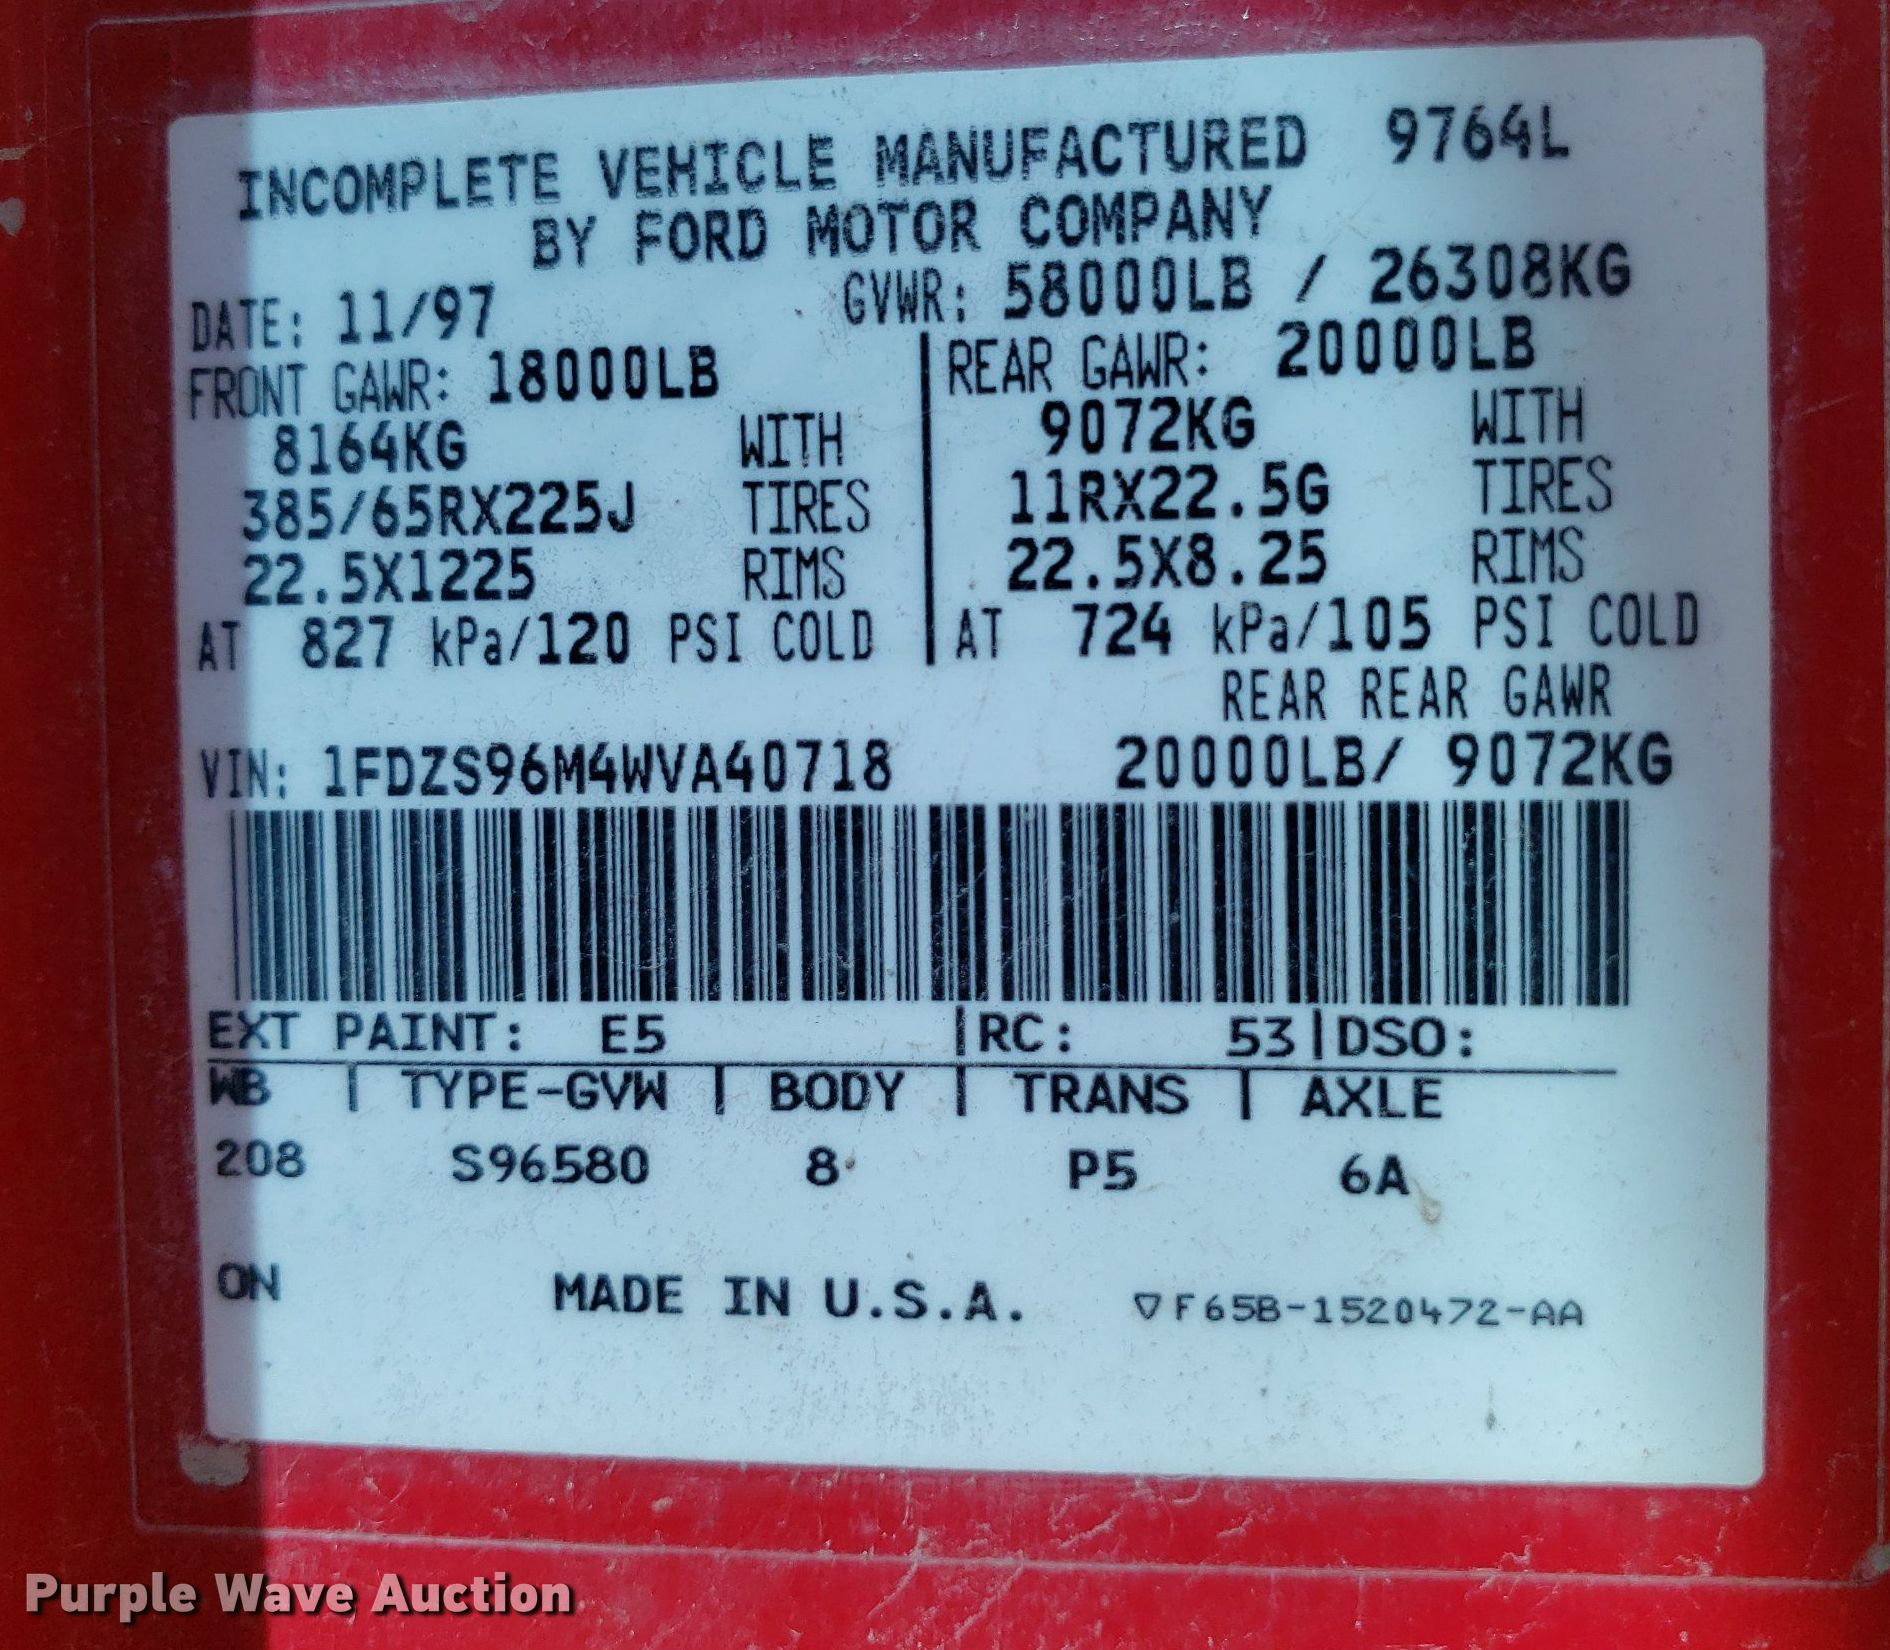 INCOMPLETE VEHICLE MANUFACTURED 9764L
BY FORD MOTOR COMPANY
DATE: 11/97 GVWR: 58000LB / 26308KG
FRONT GAWR: 18000LB REAR GAWR: 20000LB
8164KG WITH 9072KG WITH
385/65RX225J TIRES 11RX22.5G TIRES
22.5X1225 RIMS 22.5X8.25 RIMS
AT 827 kPa/120 PSI COLD AT 724 kPa/105 PSI COLD
REAR REAR GAWR
VIN: 1FDZS96M4WVA40718 20000LB/ 9072KG
EXT PAINT: E5 |RC: 53|DSO:
WB | TYPE-GVW | BODY | TRANS | AXLE
208 S96580 8 P5 6A
ON MADE IN U.S.A. ▽F65B-1520472-AA
Purple Wave Auction